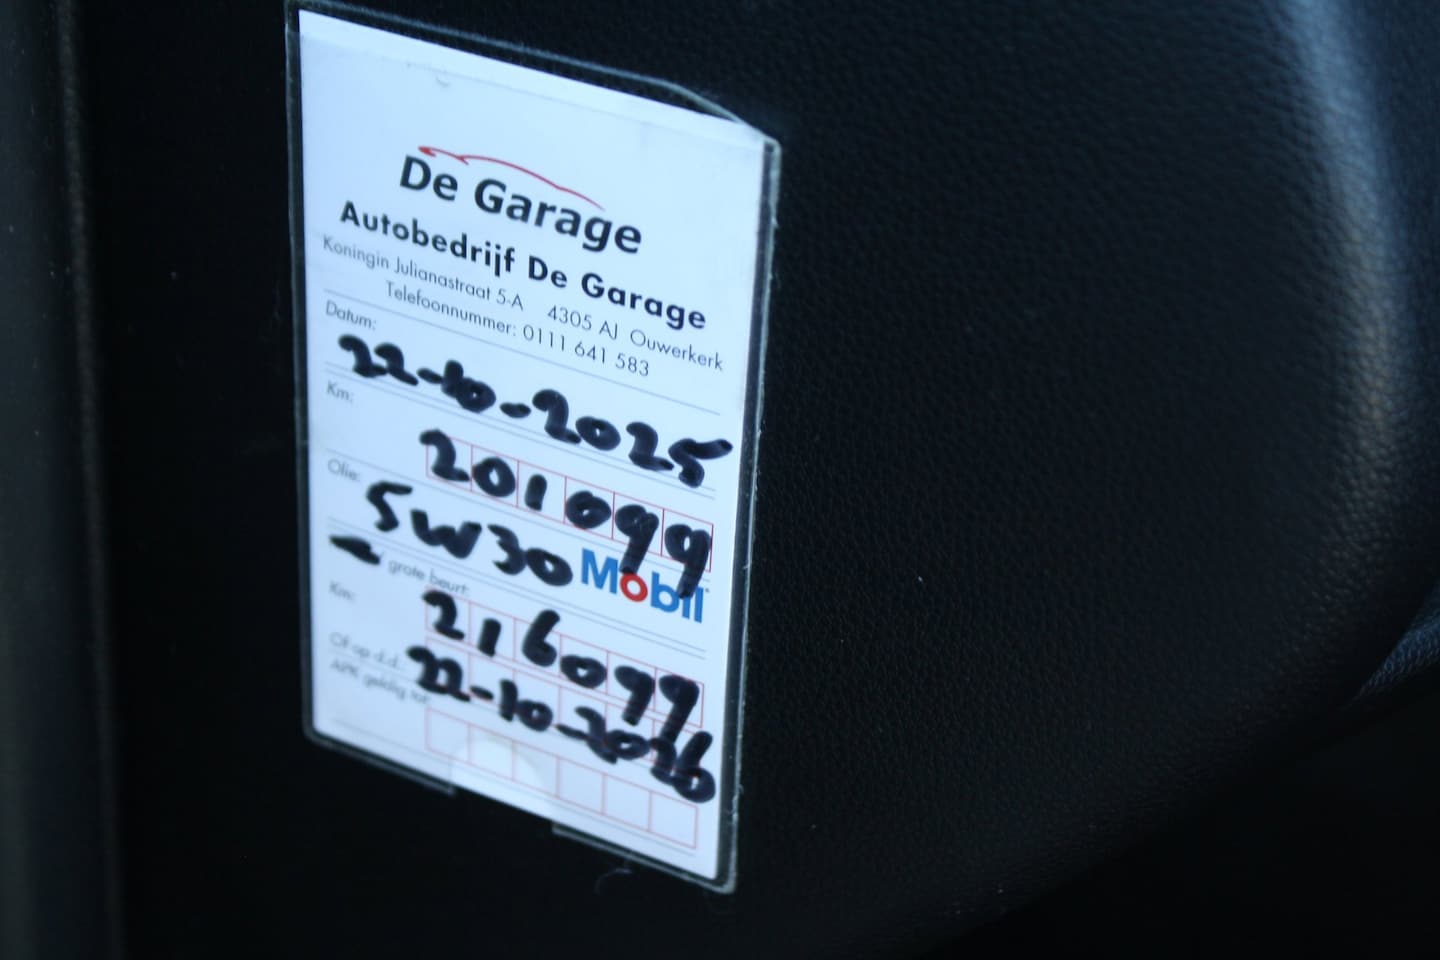 De Garage
Autobedrijf De Garage
Koningin Julianastraat 5-A 4305 AJ Ouwerkerk
Telefoonnummer: 0111 641 583
Datum:
22-10-2025
Km:
201099
Olie:
5W30 Mobil
grote beurt:
Km:
216099
Of op d.d.:
22-10-2026
APK geldig tot: